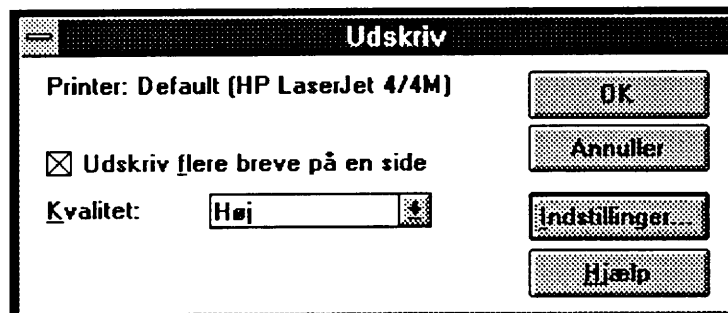 Udskriv
Printer: Default (HP LaserJet 4/4M)
OK
Udskriv flere breve på en side
Annuller
Kvalitet:
Høj
Indstillinger...
Hjælp